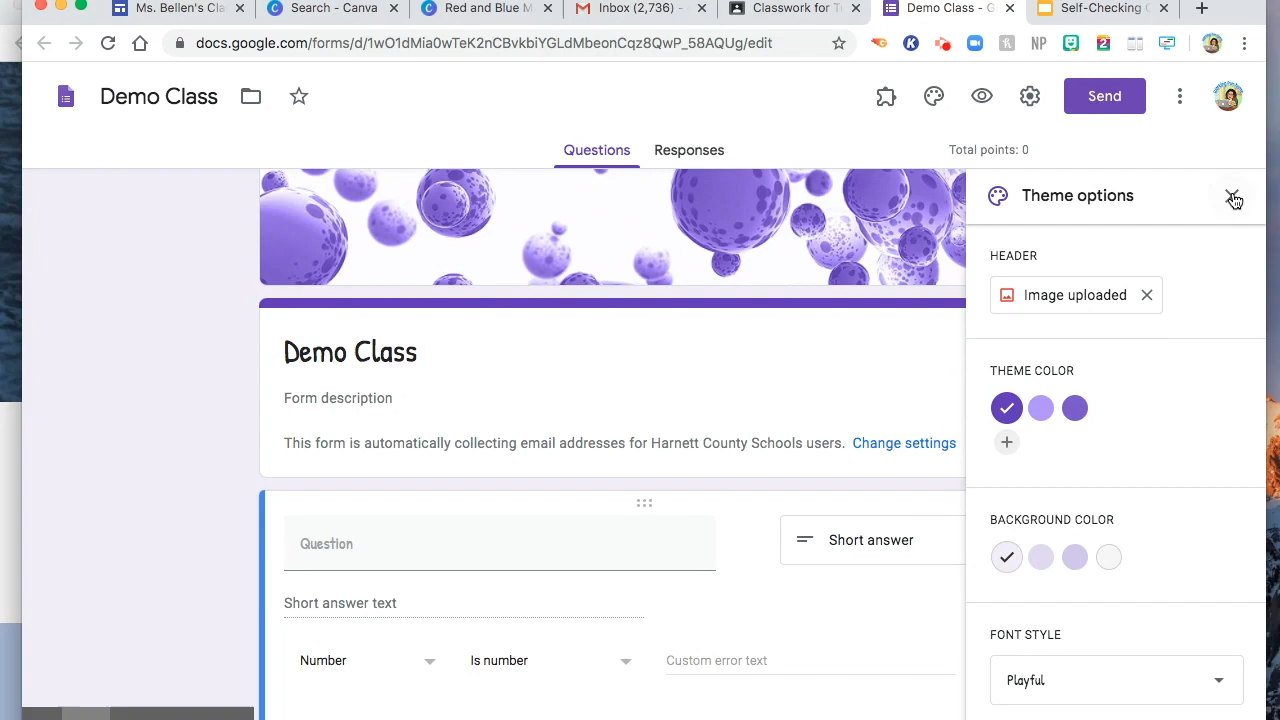 Ms. Bellen's Cla
Search - Canva
Red and Blue M
Inbox (2,736) -
Classwork for T
Demo Class - G
Self-Checking
docs.google.com/forms/d/1wO1dMia0wTeK2nCBvkbiYGLdMbeonCqz8QwP_58AQUg/edit
NP
2
Demo Class
Send
Questions
Responses
Total points: 0
Theme options
HEADER
Image uploaded
THEME COLOR
Demo Class
Form description
This form is automatically collecting email addresses for Harnett County Schools users. Change settings
BACKGROUND COLOR
Question
Short answer
Short answer text
FONT STYLE
Number
Is number
Custom error text
Playful